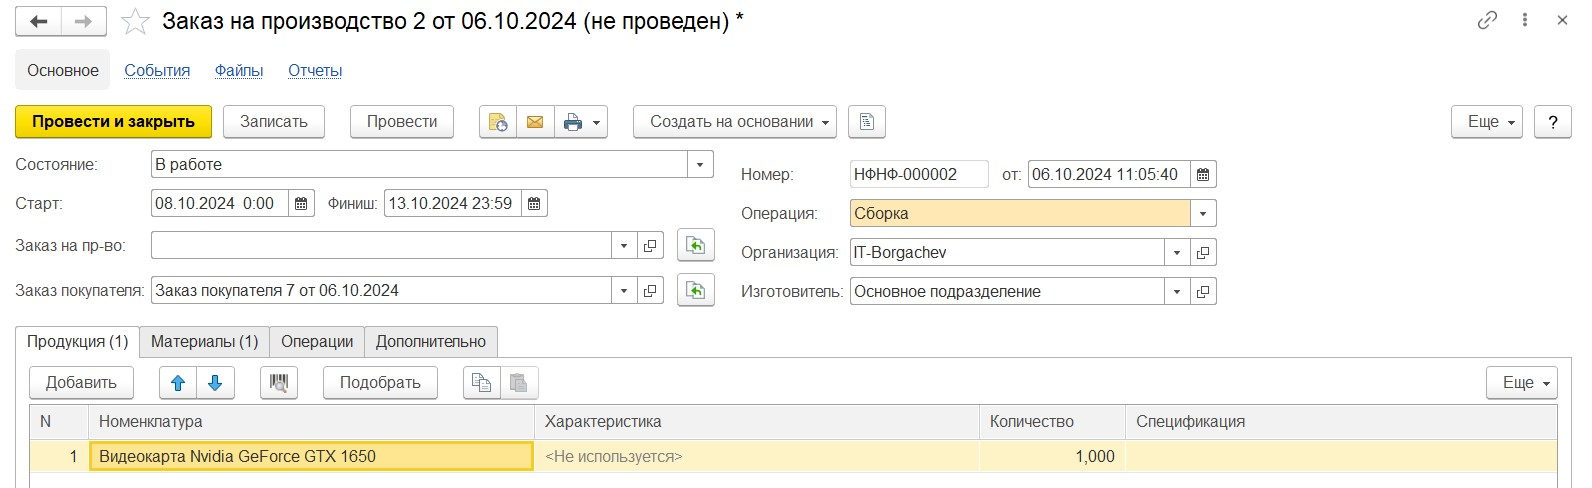 Заказ на производство 2 от 06.10.2024 (не проведен) *
Основное События Файлы Отчеты
Провести и закрыть Записать Провести Создать на основании Еще ?
Состояние: В работе
Номер: НФНФ-000002 от: 06.10.2024 11:05:40
Старт: 08.10.2024 0:00 Финиш: 13.10.2024 23:59
Операция: Сборка
Заказ на пр-во:
Организация: IT-Borgachev
Заказ покупателя: Заказ покупателя 7 от 06.10.2024
Изготовитель: Основное подразделение
Продукция (1) Материалы (1) Операции Дополнительно
Добавить Подобрать Еще
N Номенклатура Характеристика Количество Спецификация
1 Видеокарта Nvidia GeForce GTX 1650 <Не используется> 1,000